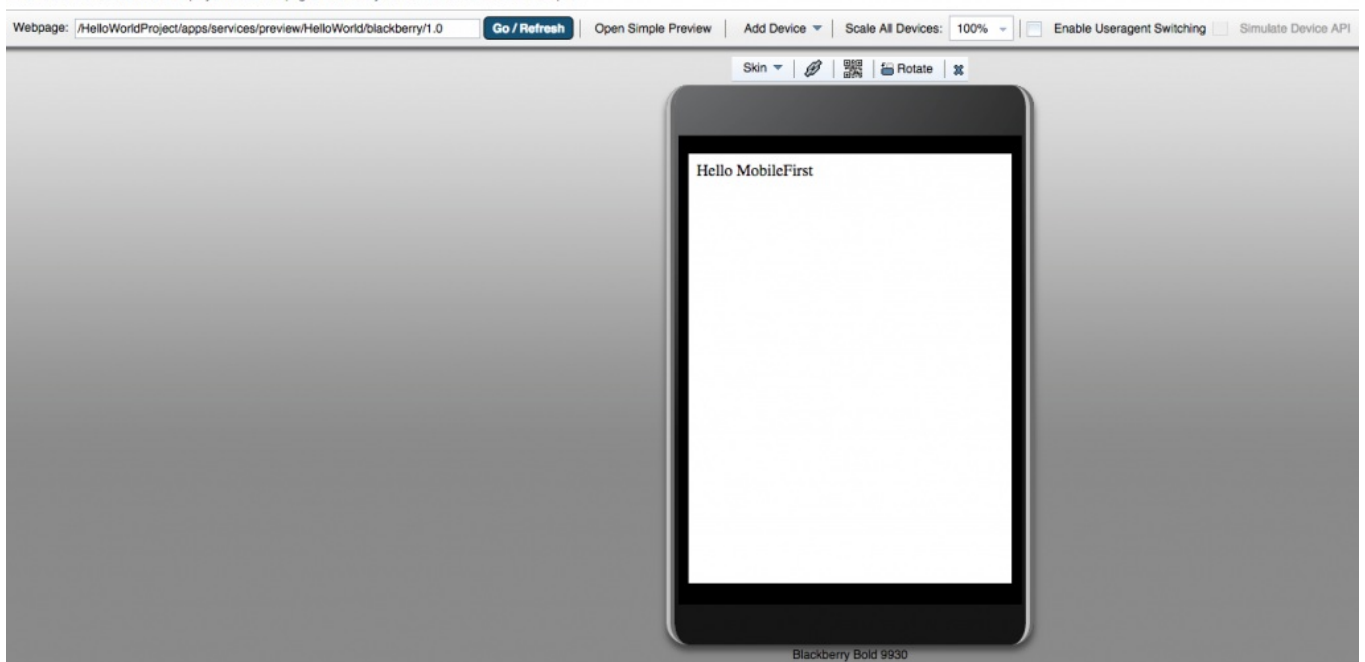 Webpage: /HelloWorldProject/apps/services/preview/HelloWorld/blackberry/1.0 Go / Refresh Open Simple Preview Add Device Scale All Devices: 100% Enable Useragent Switching Simulate Device API
Skin Rotate
Hello MobileFirst
Blackberry Bold 9930